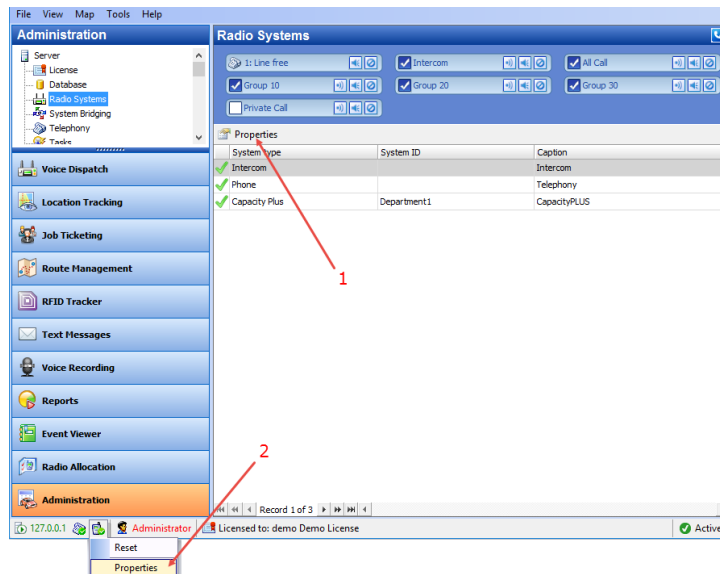 File View Map Tools Help
Administration
Server
License
Database
Radio Systems
System Bridging
Telephony
Tasks
Voice Dispatch
Location Tracking
Job Ticketing
Route Management
RFID Tracker
Text Messages
Voice Recording
Reports
Event Viewer
Radio Allocation
Administration
Radio Systems
1: Line free Intercom All Call
Group 10 Group 20 Group 30
Private Call
Properties
System type System ID Caption
Intercom Intercom
Phone Telephony
Capacity Plus Department1 CapacityPLUS
1
2
Record 1 of 3
127.0.0.1 Administrator Licensed to: demo Demo License Active
Reset
Properties